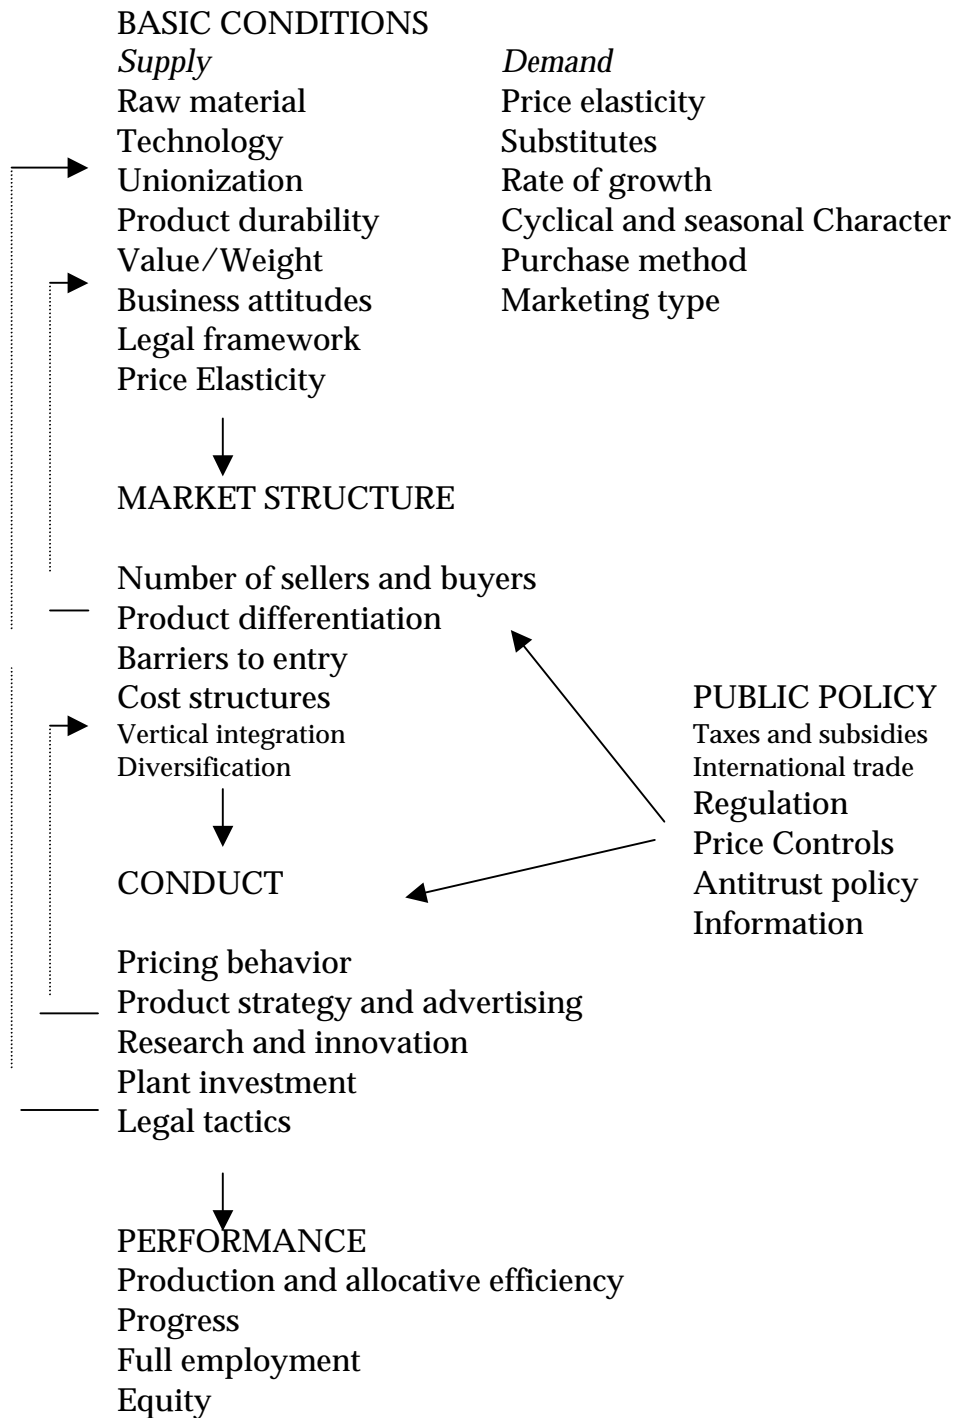 BASIC CONDITIONS
Supply
Demand
Raw material
Price elasticity
Technology
Substitutes
Unionization
Rate of growth
Product durability
Cyclical and seasonal Character
Value/Weight
Purchase method
Business attitudes
Marketing type
Legal framework
Price Elasticity
MARKET STRUCTURE
Number of sellers and buyers
Product differentiation
Barriers to entry
Cost structures
Vertical integration
Diversification
PUBLIC POLICY
Taxes and subsidies
International trade
Regulation
Price Controls
Antitrust policy
Information
CONDUCT
Pricing behavior
Product strategy and advertising
Research and innovation
Plant investment
Legal tactics
PERFORMANCE
Production and allocative efficiency
Progress
Full employment
Equity